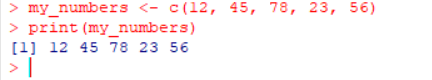 > my_numbers <- c(12, 45, 78, 23, 56)
> print(my_numbers)
[1] 12 45 78 23 56
>